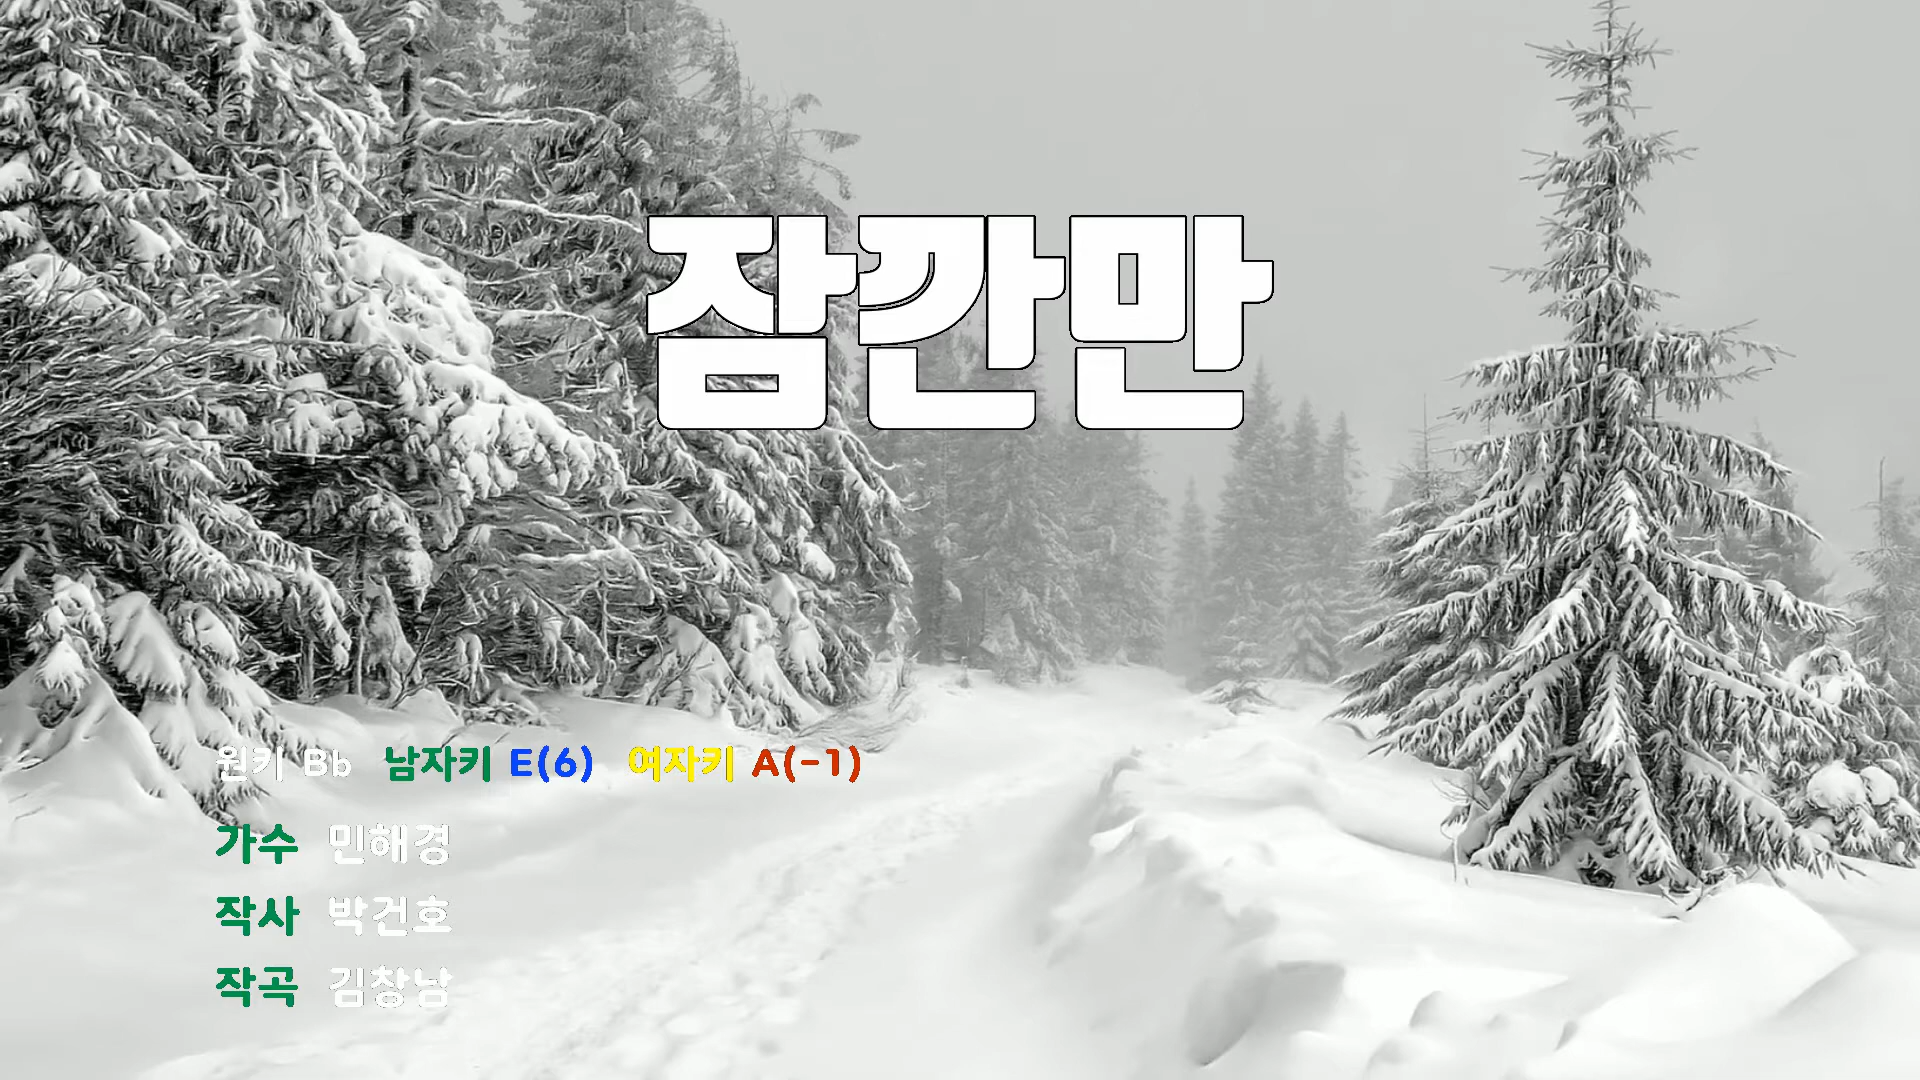 잠깐만
원키 Bb 남자키 E(6) 여자키 A(-1)
가수 민해경
작사 박건호
작곡 김창남